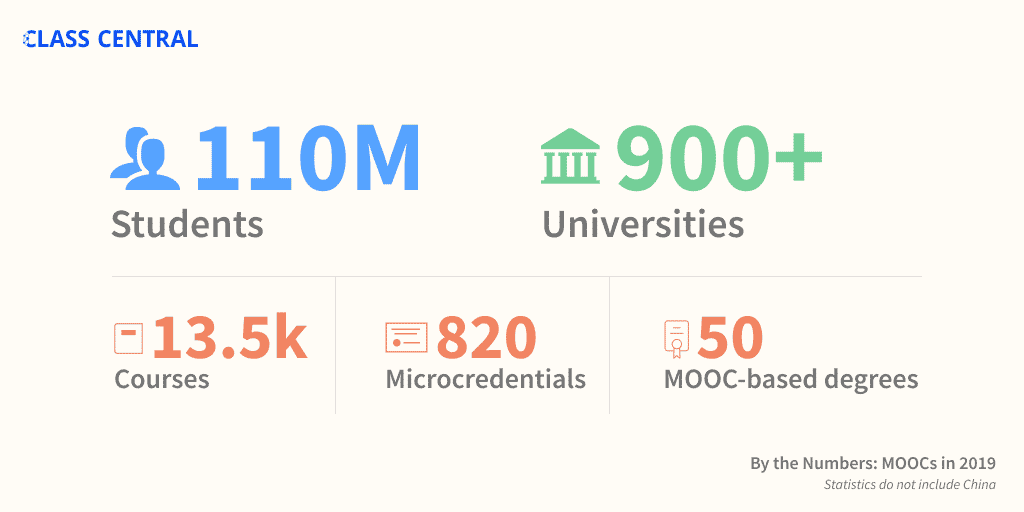 CLASS CENTRAL
110M
Students
900+
Universities
13.5k
Courses
820
Microcredentials
50
MOOC-based degrees
By the Numbers: MOOCs in 2019
Statistics do not include China